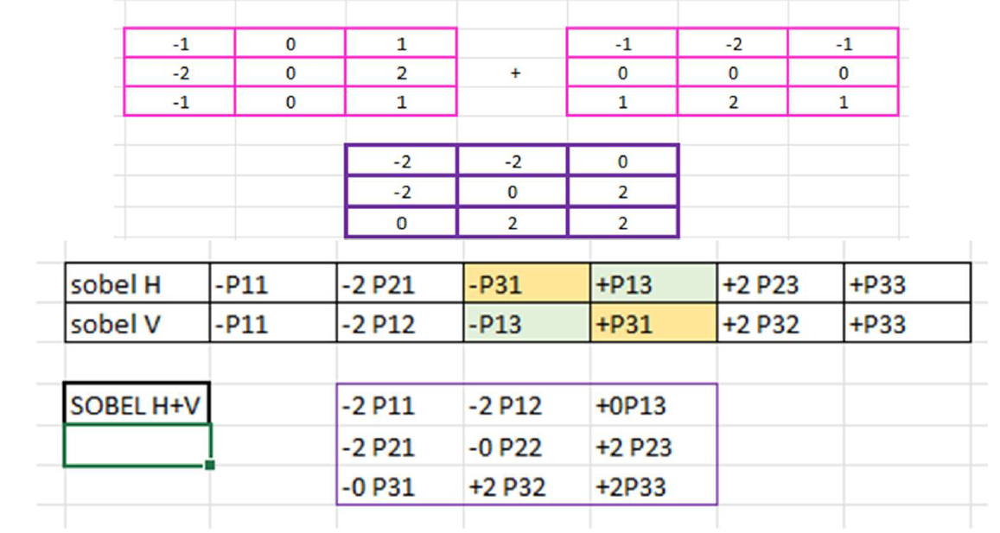 -1 0 1 -1 -2 -1
-2 0 2 + 0 0 0
-1 0 1 1 2 1
-2 -2 0
-2 0 2
0 2 2
sobel H -P11 -2 P21 -P31 +P13 +2 P23 +P33
sobel V -P11 -2 P12 -P13 +P31 +2 P32 +P33
SOBEL H+V -2 P11 -2 P12 +0P13
-2 P21 -0 P22 +2 P23
-0 P31 +2 P32 +2P33